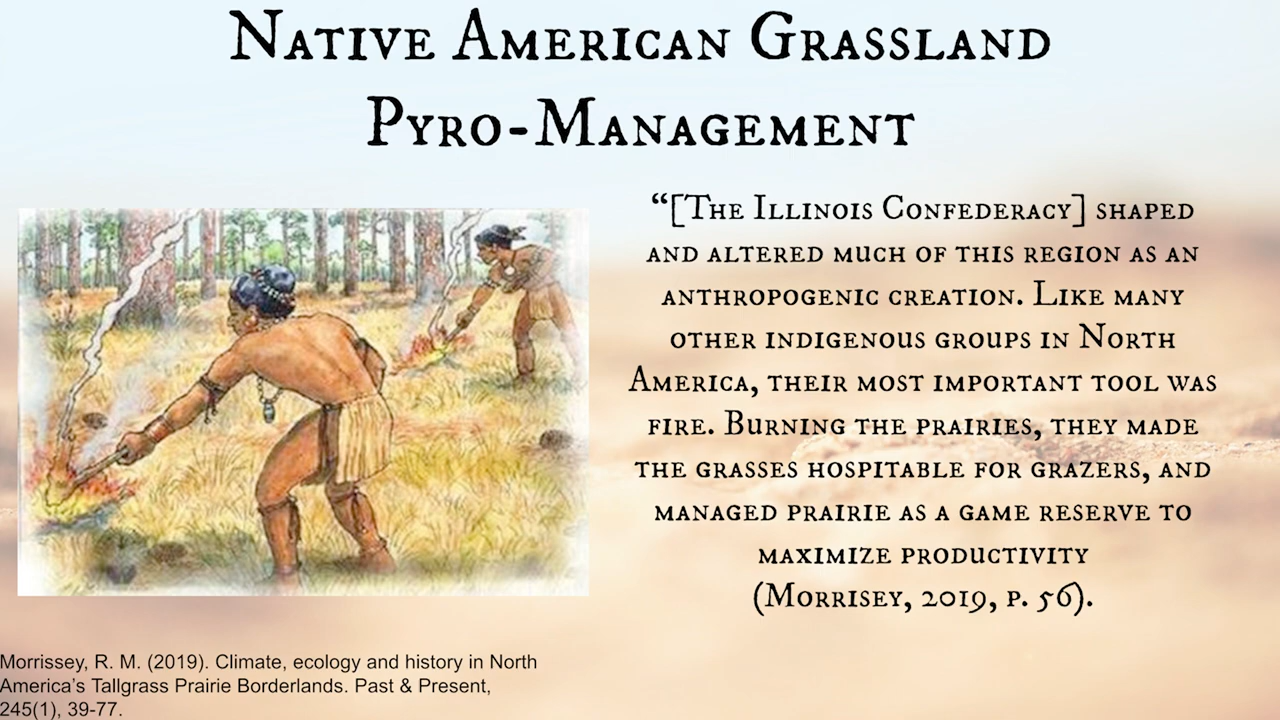 Native American Grassland
Pyro-Management
“[The Illinois Confederacy] shaped
and altered much of this region as an
anthropogenic creation. Like many
other indigenous groups in North
America, their most important tool was
fire. Burning the prairies, they made
the grasses hospitable for grazers, and
managed prairie as a game reserve to
maximize productivity
(Morrisey, 2019, p. 56).
Morrissey, R. M. (2019). Climate, ecology and history in North
America’s Tallgrass Prairie Borderlands. Past & Present,
245(1), 39-77.